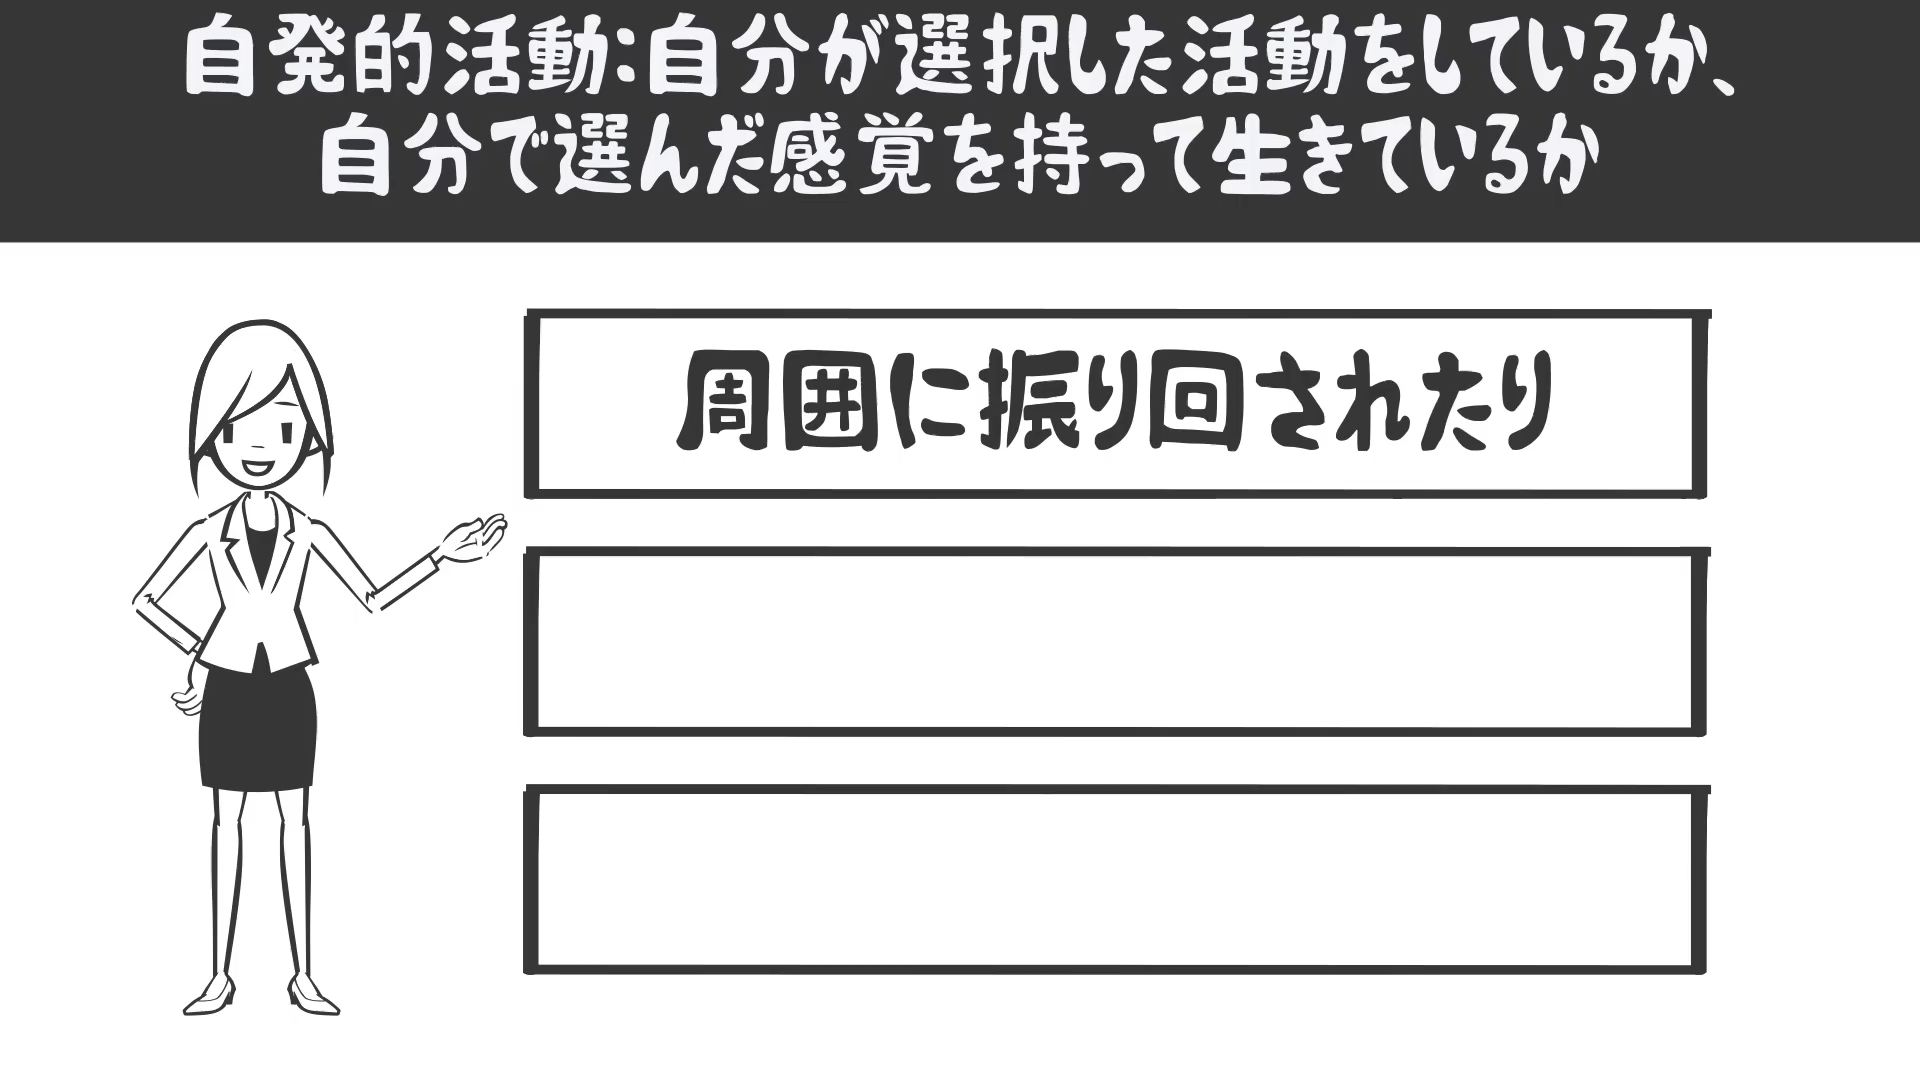 自発的活動:自分が選択した活動をしているか、
自分で選んだ感覚を持って生きているか
周囲に振り回されたり